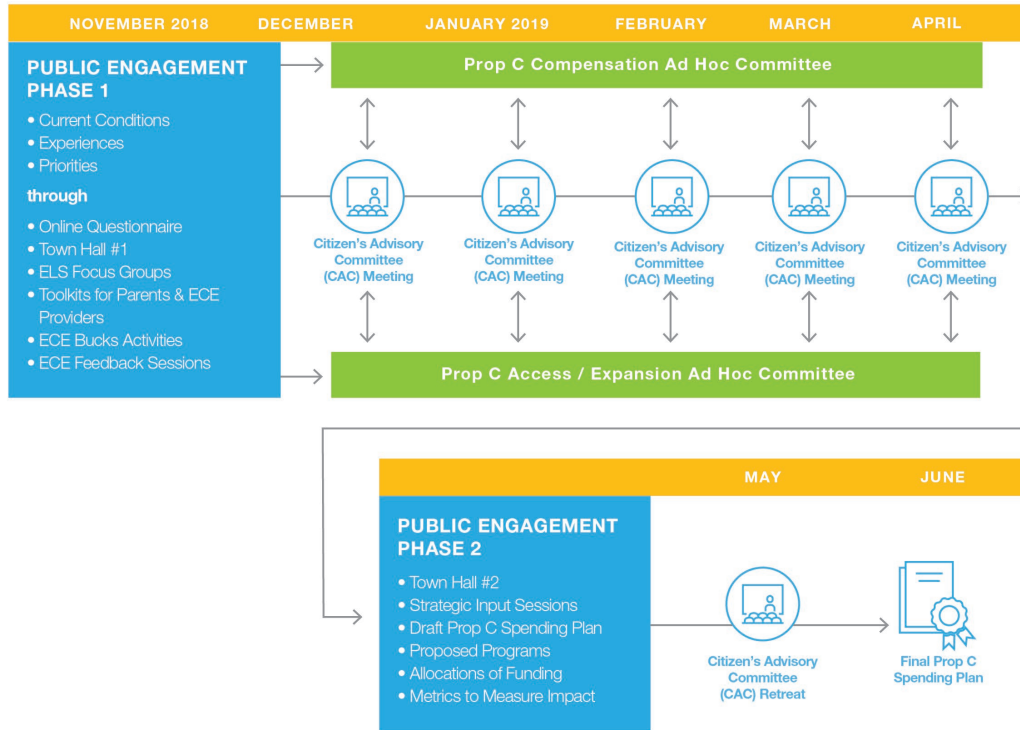 NOVEMBER 2018 DECEMBER JANUARY 2019 FEBRUARY MARCH APRIL
PUBLIC ENGAGEMENT
PHASE 1
• Current Conditions
• Experiences
• Priorities
through
• Online Questionnaire
• Town Hall #1
• ELS Focus Groups
• Toolkits for Parents & ECE
Providers
• ECE Bucks Activities
• ECE Feedback Sessions
Prop C Compensation Ad Hoc Committee
Citizen's Advisory
Committee
(CAC) Meeting
Citizen's Advisory
Committee
(CAC) Meeting
Citizen's Advisory
Committee
(CAC) Meeting
Citizen's Advisory
Committee
(CAC) Meeting
Citizen's Advisory
Committee
(CAC) Meeting
Prop C Access / Expansion Ad Hoc Committee
MAY JUNE
PUBLIC ENGAGEMENT
PHASE 2
• Town Hall #2
• Strategic Input Sessions
• Draft Prop C Spending Plan
• Proposed Programs
• Allocations of Funding
• Metrics to Measure Impact
Citizen's Advisory
Committee
(CAC) Retreat
Final Prop C
Spending Plan